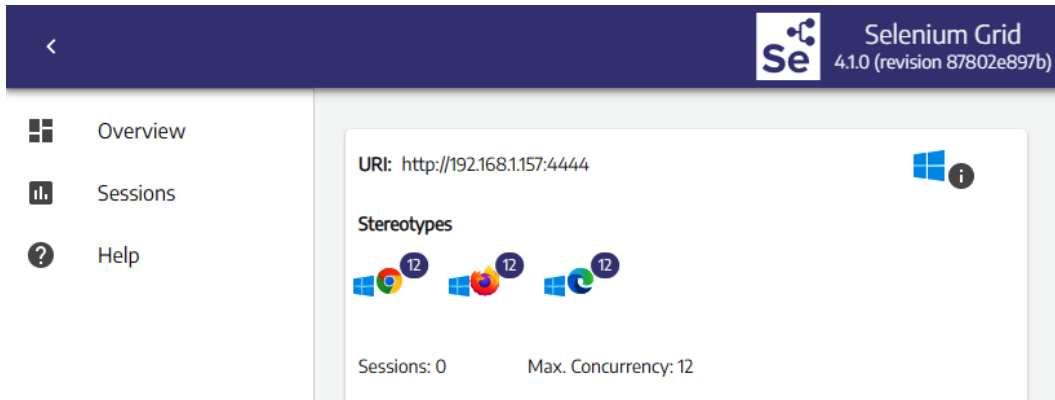 Se
Selenium Grid
4.1.0 (revision 87802e897b)
Overview
Sessions
Help
URI: http://192.168.1.157:4444
i
Stereotypes
12 12 12
Sessions: 0 Max. Concurrency: 12